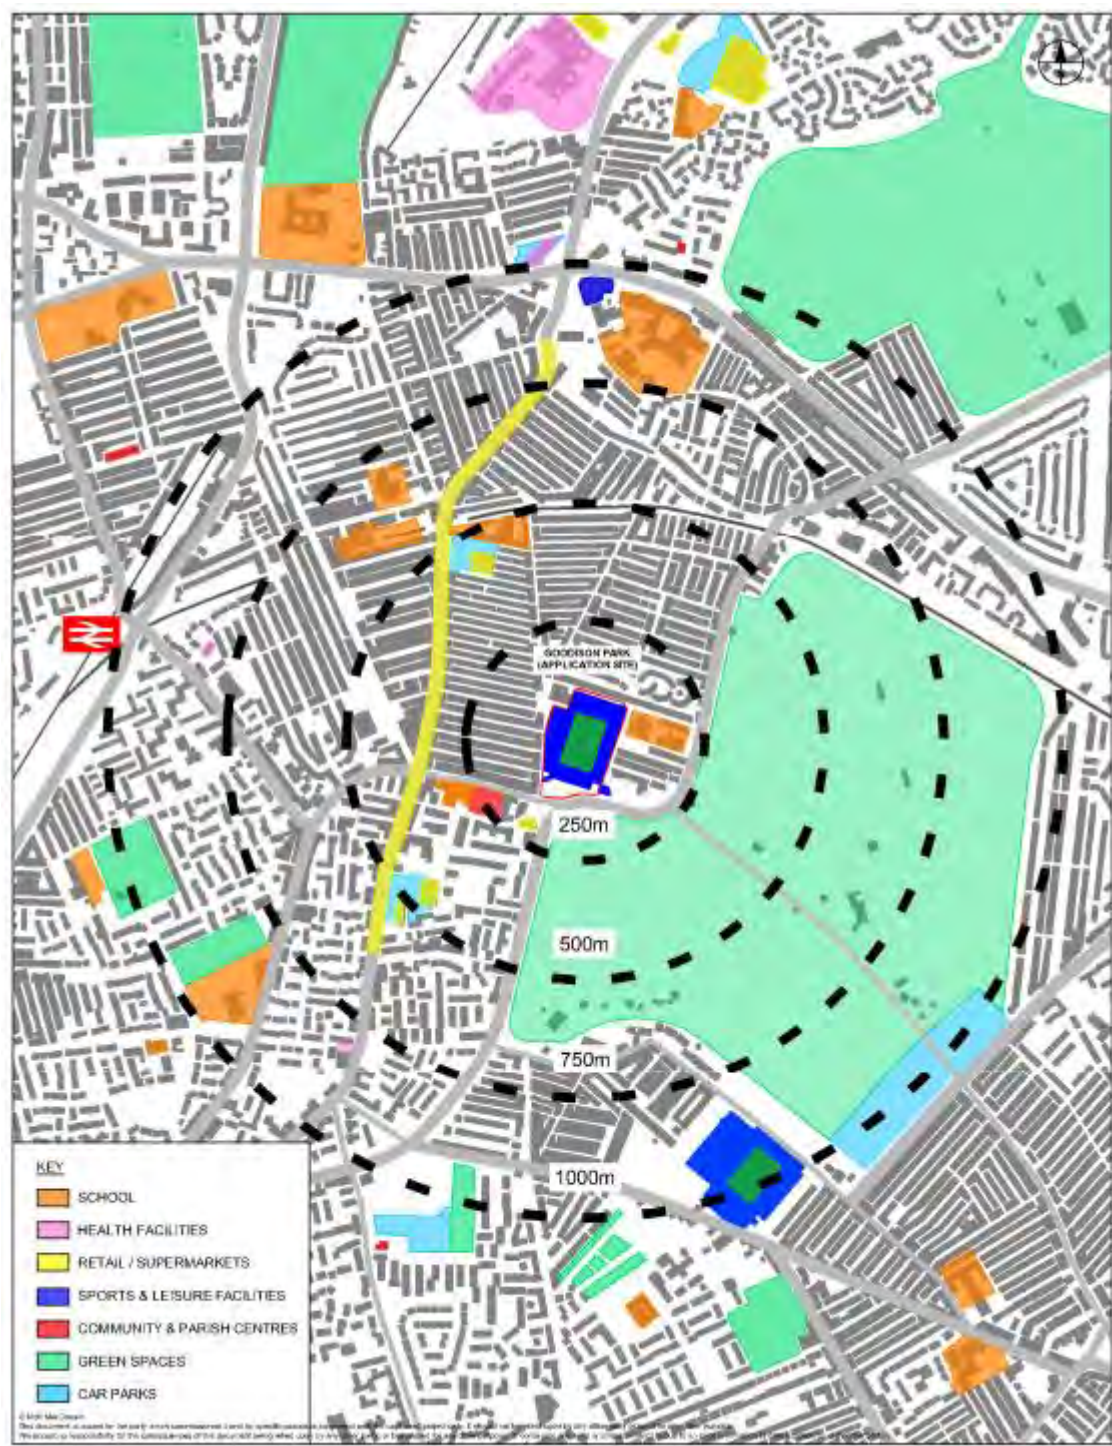 GOODISON PARK
(APPLICATION SITE)
250m
500m
750m
1000m
KEY
SCHOOL
HEALTH FACILITIES
RETAIL / SUPERMARKETS
SPORTS & LEISURE FACILITIES
COMMUNITY & PARISH CENTRES
GREEN SPACES
CAR PARKS